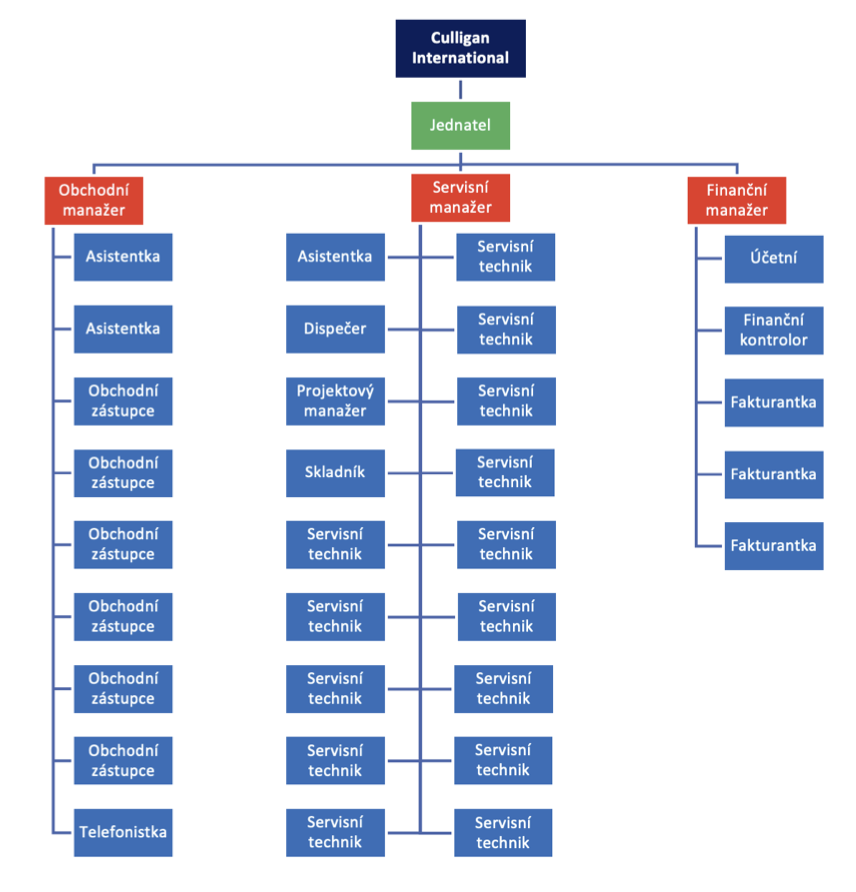 Culligan
International
Jednatel
Obchodní
manažer
Servisní
manažer
Finanční
manažer
Asistentka
Asistentka
Obchodní
zástupce
Obchodní
zástupce
Obchodní
zástupce
Obchodní
zástupce
Obchodní
zástupce
Obchodní
zástupce
Telefonistka
Asistentka
Dispečer
Projektový
manažer
Skladník
Servisní
technik
Servisní
technik
Servisní
technik
Servisní
technik
Servisní
technik
Servisní
technik
Servisní
technik
Servisní
technik
Servisní
technik
Servisní
technik
Servisní
technik
Servisní
technik
Servisní
technik
Servisní
technik
Účetní
Finanční
kontrolor
Fakturantka
Fakturantka
Fakturantka